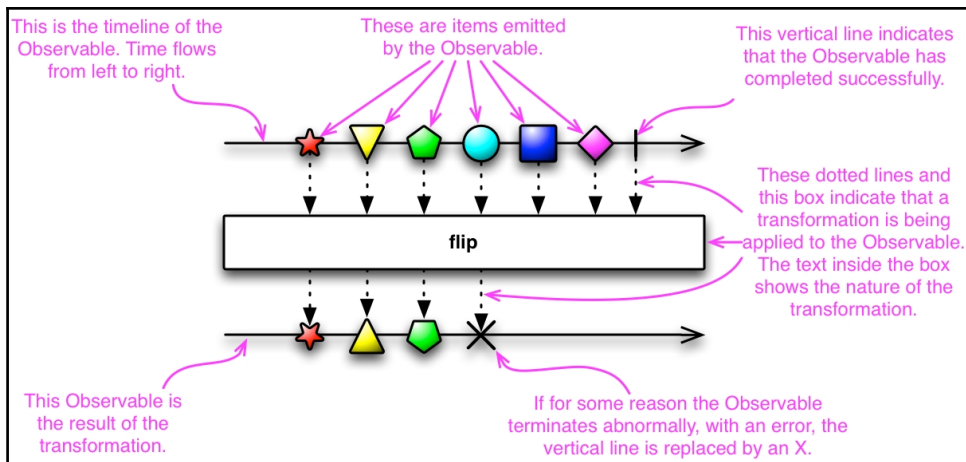 This is the timeline of the
Observable. Time flows
from left to right.
These are items emitted
by the Observable.
This vertical line indicates
that the Observable has
completed successfully.
These dotted lines and
this box indicate that a
transformation is being
applied to the Observable.
The text inside the box
shows the nature of the
transformation.
flip
This Observable is
the result of the
transformation.
If for some reason the Observable
terminates abnormally, with an error, the
vertical line is replaced by an X.